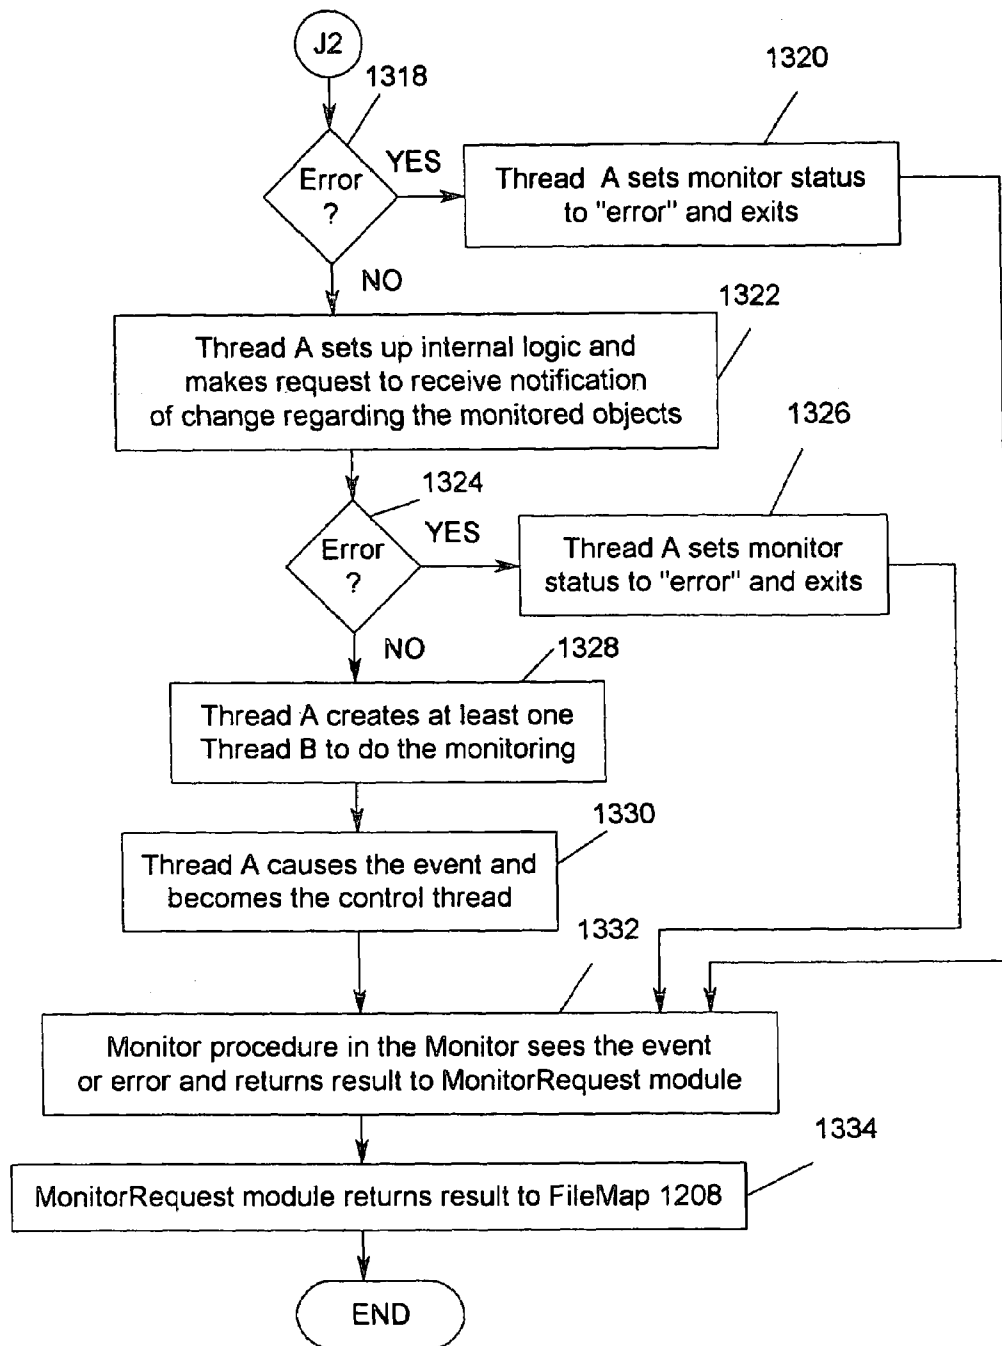 J2
1318
1320
Error
?
YES
Thread A sets monitor status
to "error" and exits
NO
1322
Thread A sets up internal logic and
makes request to receive notification
of change regarding the monitored objects
1326
1324
Error
?
YES
Thread A sets monitor
status to "error" and exits
NO
1328
Thread A creates at least one
Thread B to do the monitoring
1330
Thread A causes the event and
becomes the control thread
1332
Monitor procedure in the Monitor sees the event
or error and returns result to MonitorRequest module
1334
MonitorRequest module returns result to FileMap 1208
END